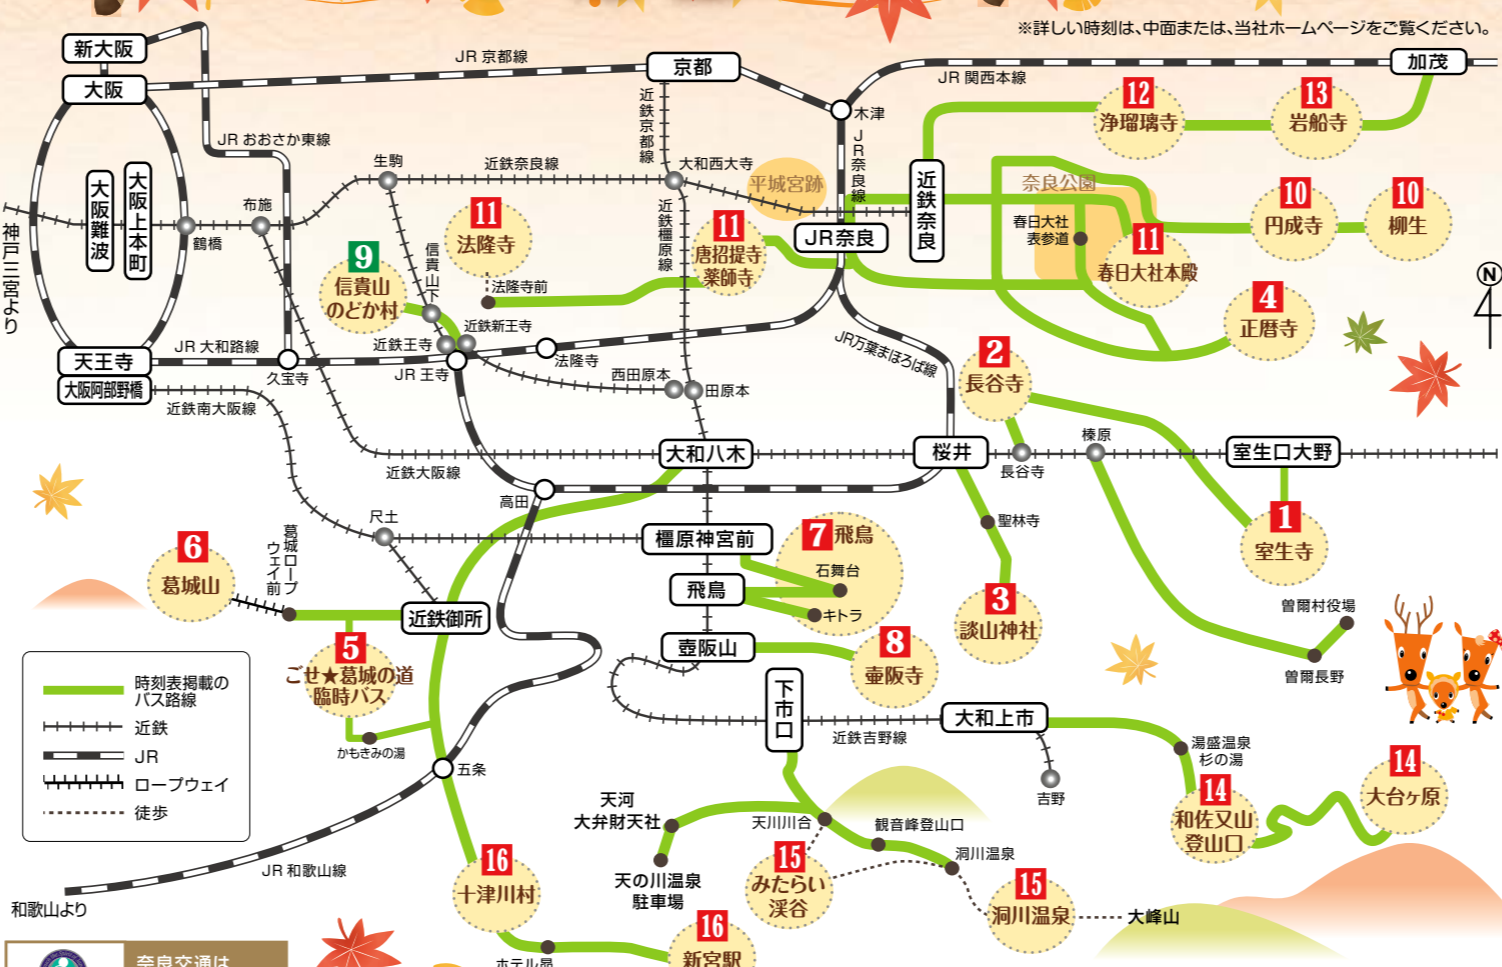 ※詳しい時刻は、中面または、当社ホームページをご覧ください。
新大阪
大阪
JR 京都線
京都
JR 関西本線
加茂
木津
近鉄京都線
JR奈良線
12
浄瑠璃寺
13
岩船寺
JR おおさか東線
生駒
近鉄奈良線
大和西大寺
平城宮跡
近鉄奈良
奈良公園
大阪難波
大阪上本町
布施
鶴橋
神戸三宮より
11
法隆寺
近鉄橿原線
11
唐招提寺
薬師寺
JR奈良
春日大社
表参道
11
春日大社本殿
10
円成寺
10
柳生
N
9
信貴山
のどか村
信貴山下
法隆寺前
4
正暦寺
近鉄新王寺
近鉄王寺
天王寺
JR 大和路線
久宝寺
JR 王寺
法隆寺
JR万葉まほろば線
大阪阿部野橋
近鉄南大阪線
西田原本
田原本
2
長谷寺
大和八木
桜井
長谷寺
榛原
室生口大野
近鉄大阪線
高田
尺土
聖林寺
1
室生寺
6
葛城山
葛城ロープ
ウェイ前
橿原神宮前
7
飛鳥
石舞台
飛鳥
キトラ
近鉄御所
3
談山神社
曽爾村役場
曽爾長野
壺阪山
8
壷阪寺
5
ごせ★葛城の道
臨時バス
かもきみの湯
時刻表掲載の
バス路線
近鉄
JR
ロープウェイ
徒歩
下市口
近鉄吉野線
大和上市
吉野
湯盛温泉
杉の湯
14
和佐又山
登山口
14
大台ヶ原
五条
天河
大弁財天社
天川川合
観音峰登山口
洞川温泉
天の川温泉
駐車場
15
みたらい
渓谷
15
洞川温泉
大峰山
JR 和歌山線
和歌山より
16
十津川村
ホテル昴
16
新宮駅
奈良交通は